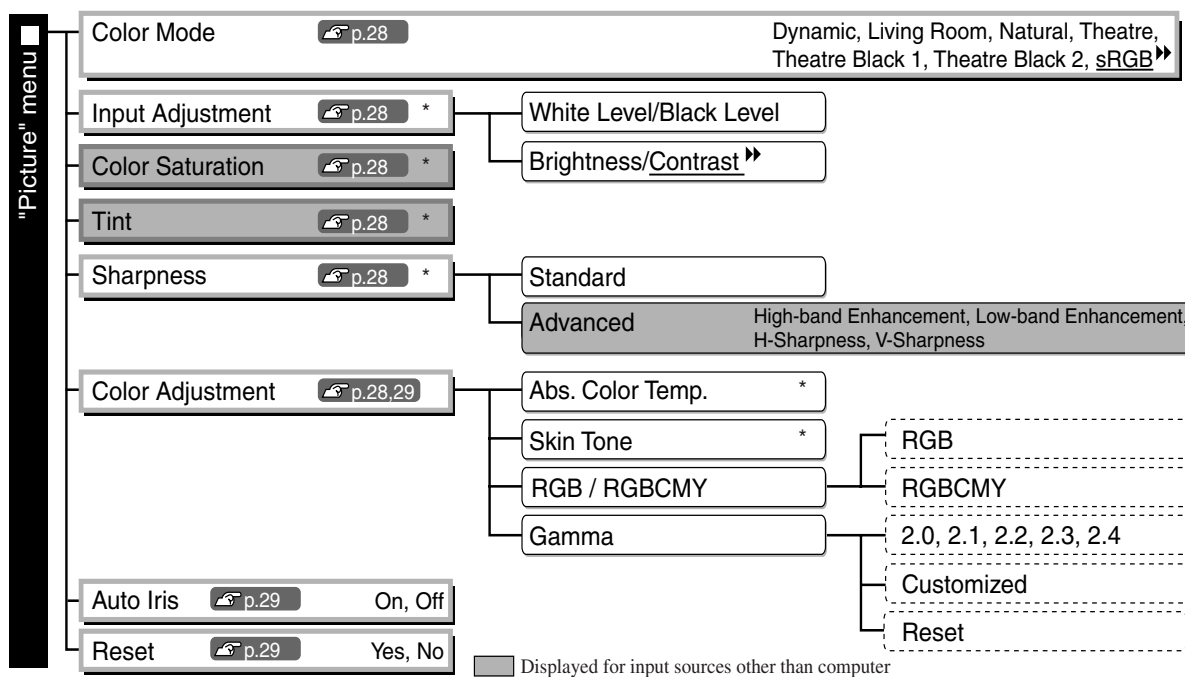 "Picture" menu
Color Mode p.28 Dynamic, Living Room, Natural, Theatre,
Theatre Black 1, Theatre Black 2, sRGB
Input Adjustment p.28 * White Level/Black Level
Brightness/Contrast
Color Saturation p.28 *
Tint p.28 *
Sharpness p.28 * Standard
Advanced High-band Enhancement, Low-band Enhancement,
H-Sharpness, V-Sharpness
Color Adjustment p.28,29 Abs. Color Temp. *
Skin Tone * RGB
RGB / RGBCMY RGBCMY
Gamma 2.0, 2.1, 2.2, 2.3, 2.4
Customized
Auto Iris p.29 On, Off
Reset
Reset p.29 Yes, No
Displayed for input sources other than computer